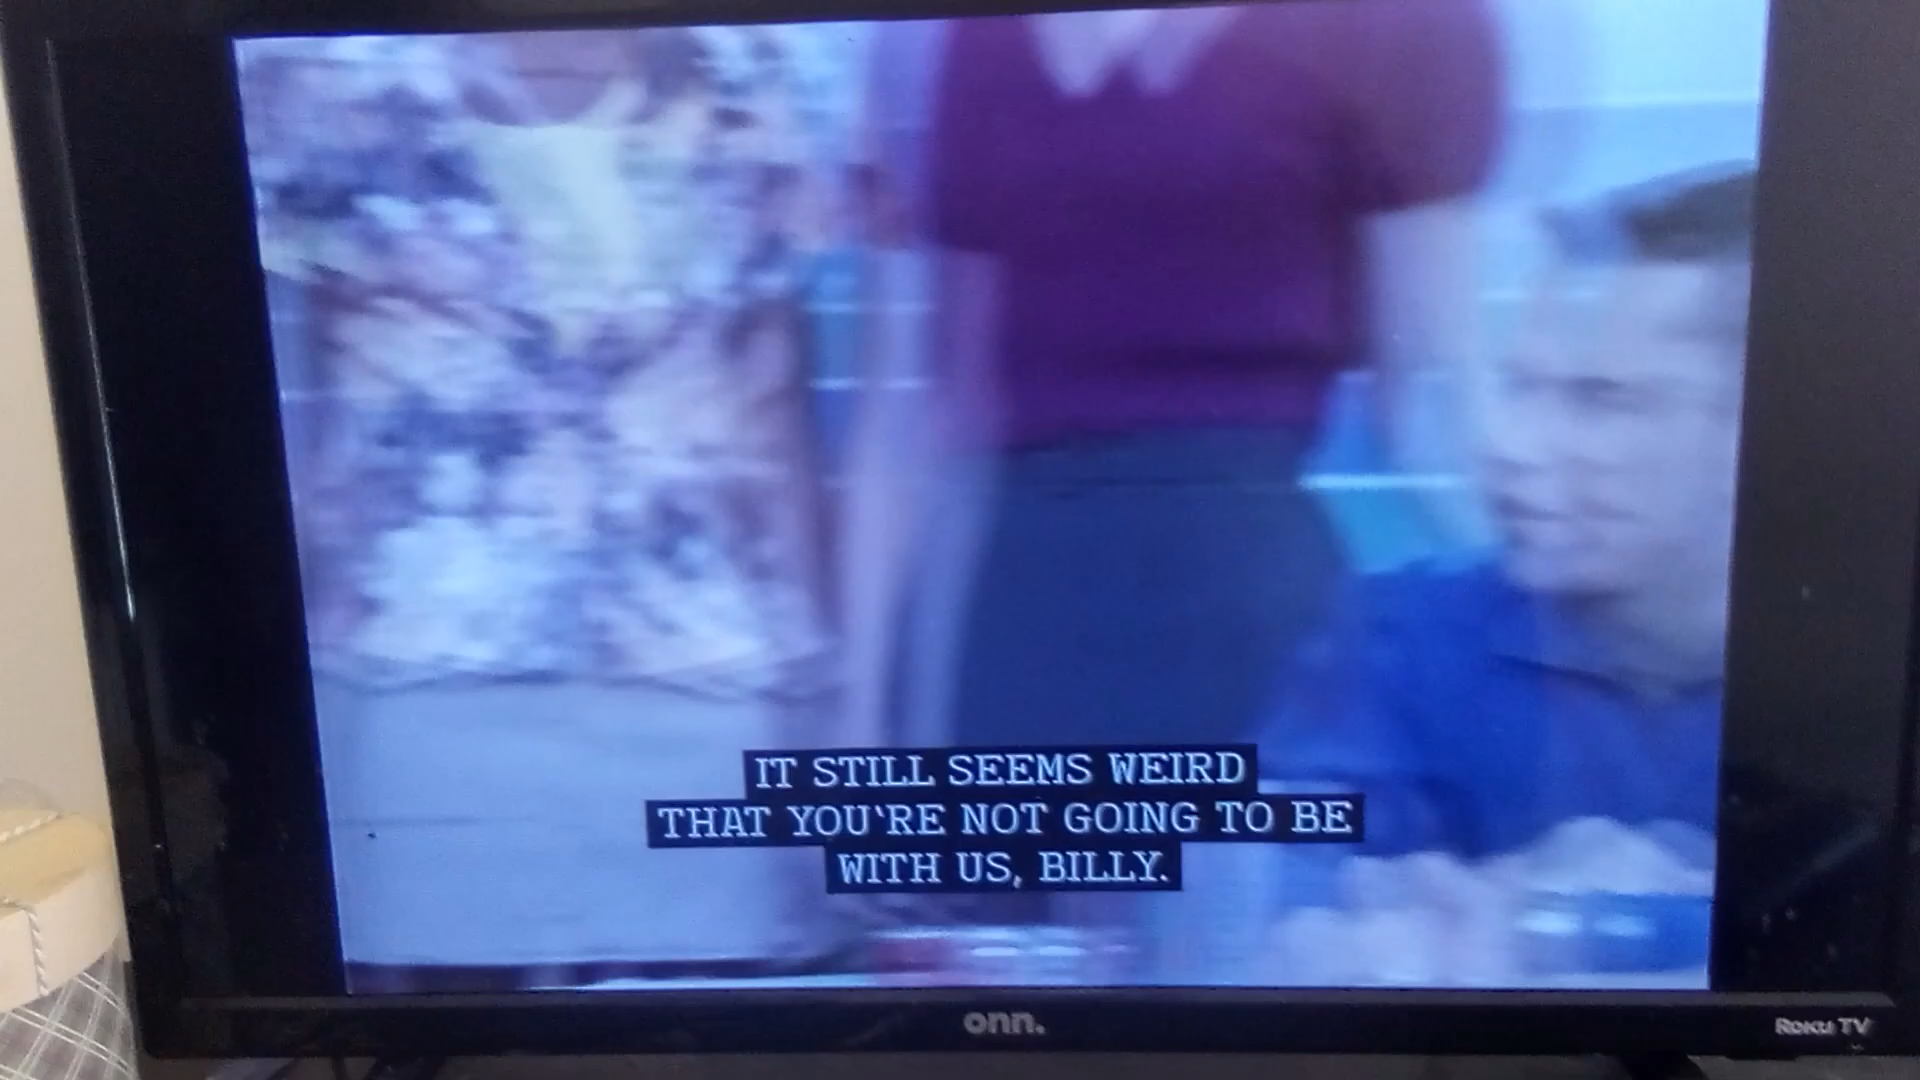 IT STILL SEEMS WEIRD
THAT YOU'RE NOT GOING TO BE
WITH US, BILLY.
onn.
Roku TV